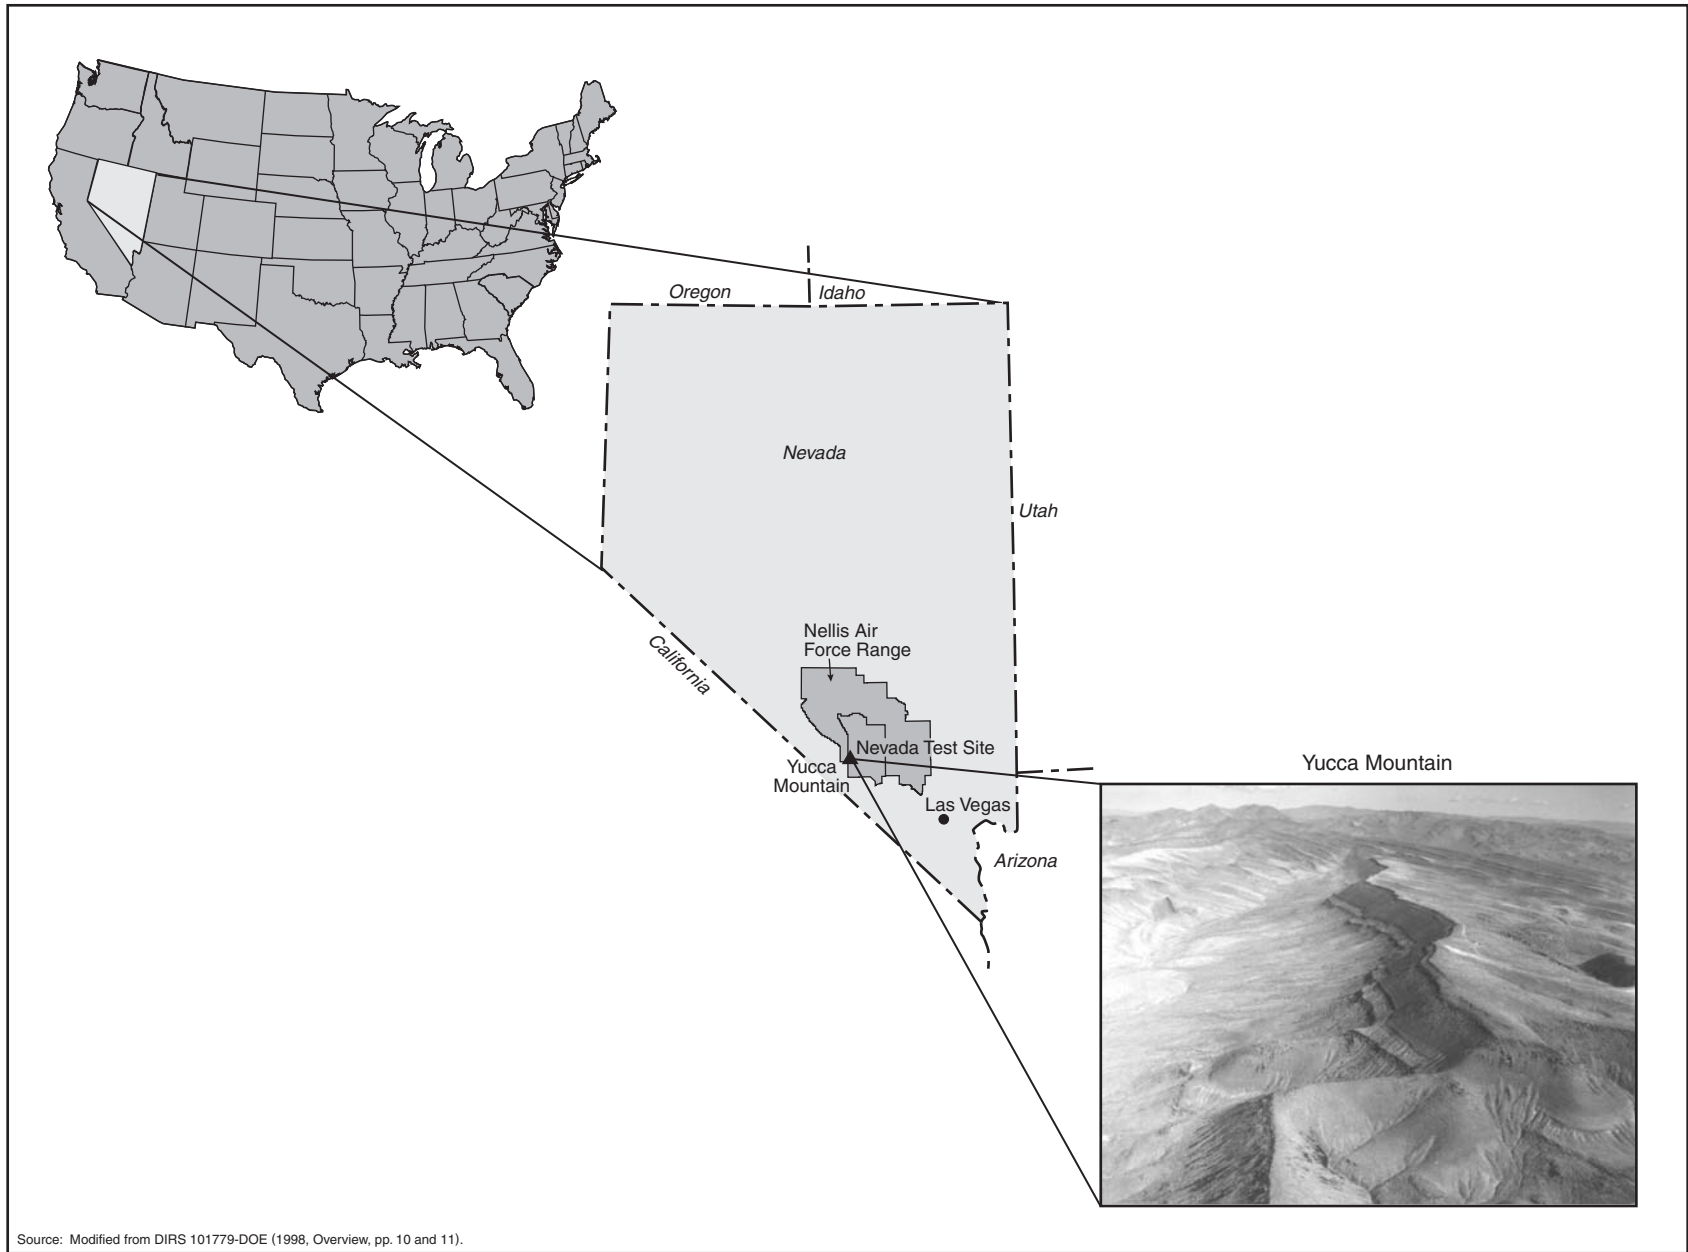 Oregon
Idaho
Nevada
Utah
Nellis Air
Force Range
California
Nevada Test Site
Yucca
Mountain
Las Vegas
Arizona
Yucca Mountain
Source: Modified from DIRS 101779-DOE (1998, Overview, pp. 10 and 11).